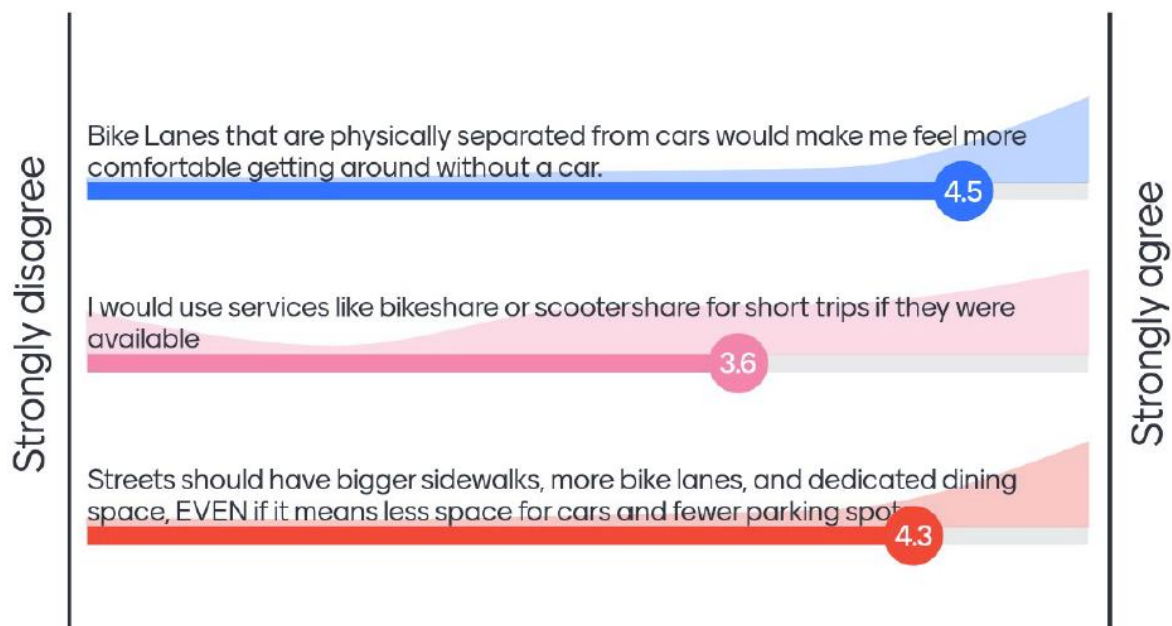 Strongly disagree
Bike Lanes that are physically separated from cars would make me feel more
comfortable getting around without a car.
4.5
I would use services like bikeshare or scootershare for short trips if they were
available
3.6
Streets should have bigger sidewalks, more bike lanes, and dedicated dining
space, EVEN if it means less space for cars and fewer parking spot
4.3
Strongly agree